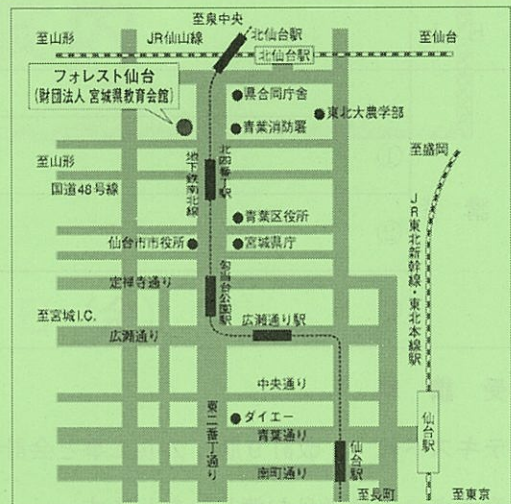 至泉中央
至山形
JR仙山線
北仙台駅
北仙台駅
至仙台
フォレスト仙台
(財団法人 宮城県教育会館)
県合同庁舎
東北大農学部
青葉消防署
至盛岡
至山形
国道48号線
地下鉄南北線
北四番丁駅
JR東北新幹線・東北本線駅
青葉区役所
仙台市市役所
宮城県庁
定禅寺通り
勾当台公園駅
至宮城I.C.
広瀬通り駅
広瀬通り
中央通り
東二番丁通り
ダイエー
青葉通り
仙台駅
仙台駅
南町通り
至長町
至東京